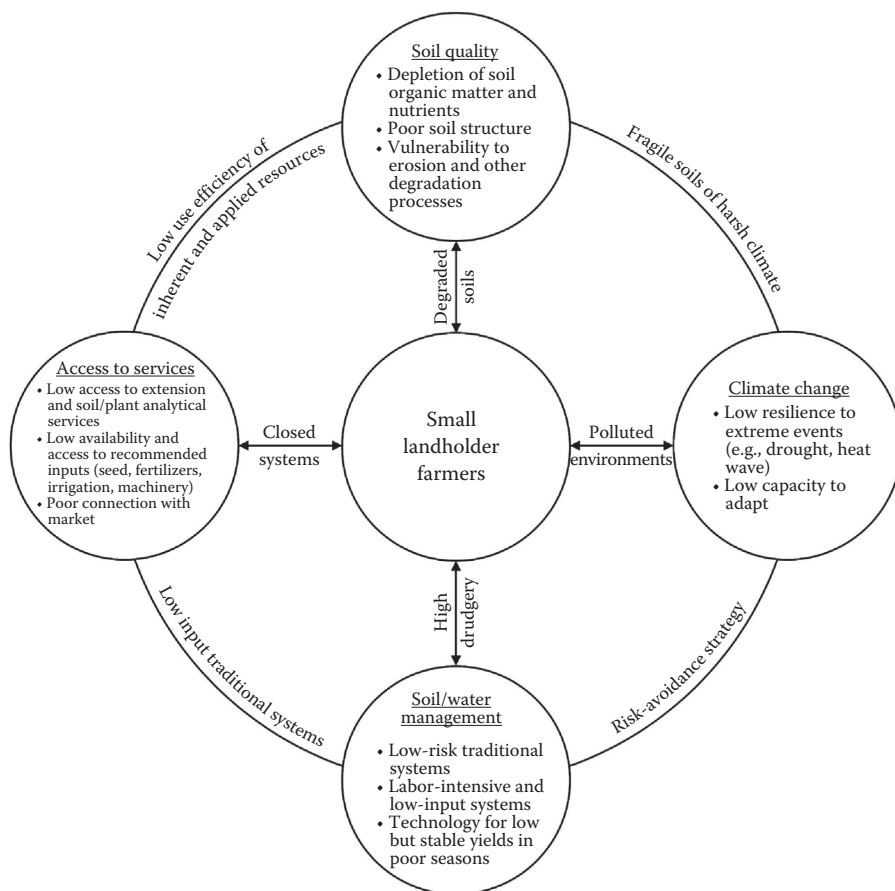 Soil quality
• Depletion of soil
organic matter and
nutrients
• Poor soil structure
• Vulnerability to
erosion and other
degradation
processes
Low use efficiency of
inherent and applied resources
Fragile soils of harsh climate
Degraded
soils
Access to services
• Low access to extension
and soil/plant analytical
services
• Low availability and
access to recommended
inputs (seed, fertilizers,
irrigation, machinery)
• Poor connection with
market
Closed
systems
Small
landholder
farmers
Polluted
environments
Climate change
• Low resilience to
extreme events
(e.g., drought, heat
wave)
• Low capacity to
adapt
High
drudgery
Low input traditional systems
Risk-avoidance strategy
Soil/water
management
• Low-risk traditional
systems
• Labor-intensive and
low-input systems
• Technology for low
but stable yields in
poor seasons